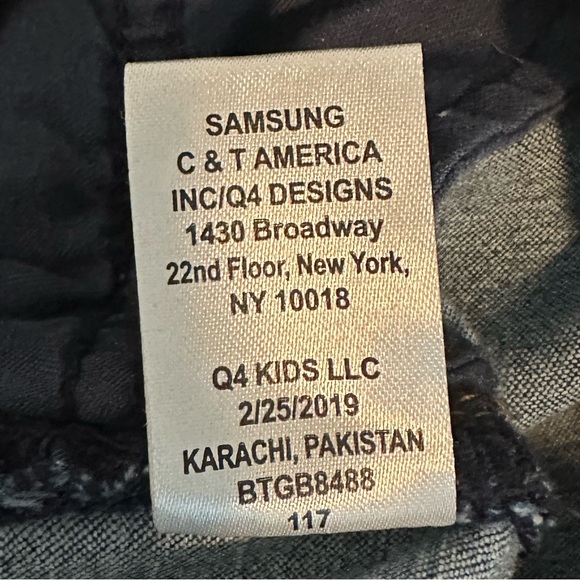 SAMSUNG
C & T AMERICA
INC/Q4 DESIGNS
1430 Broadway
22nd Floor, New York,
NY 10018
Q4 KIDS LLC
2/25/2019
KARACHI, PAKISTAN
BTGB8488
117